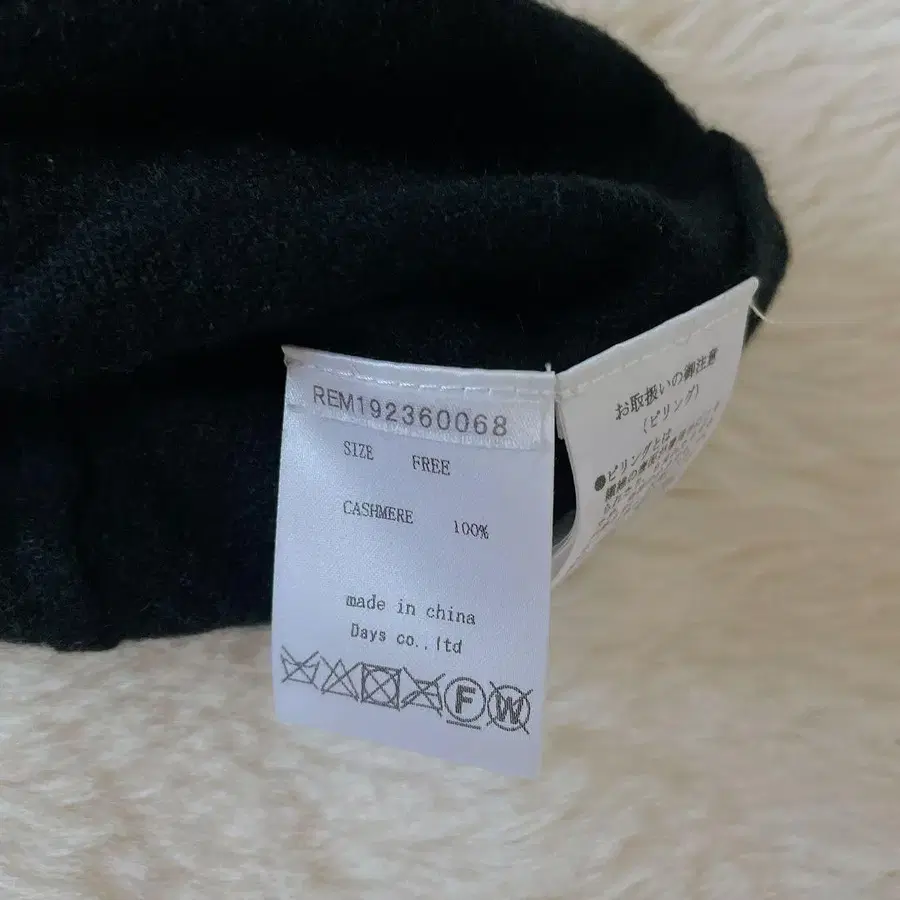 REM192360068
SIZE FREE
CASHMERE 100%
made in china
Days co.,ltd
F W
お取扱いの御注意
(ピリング)
●ピリングとは